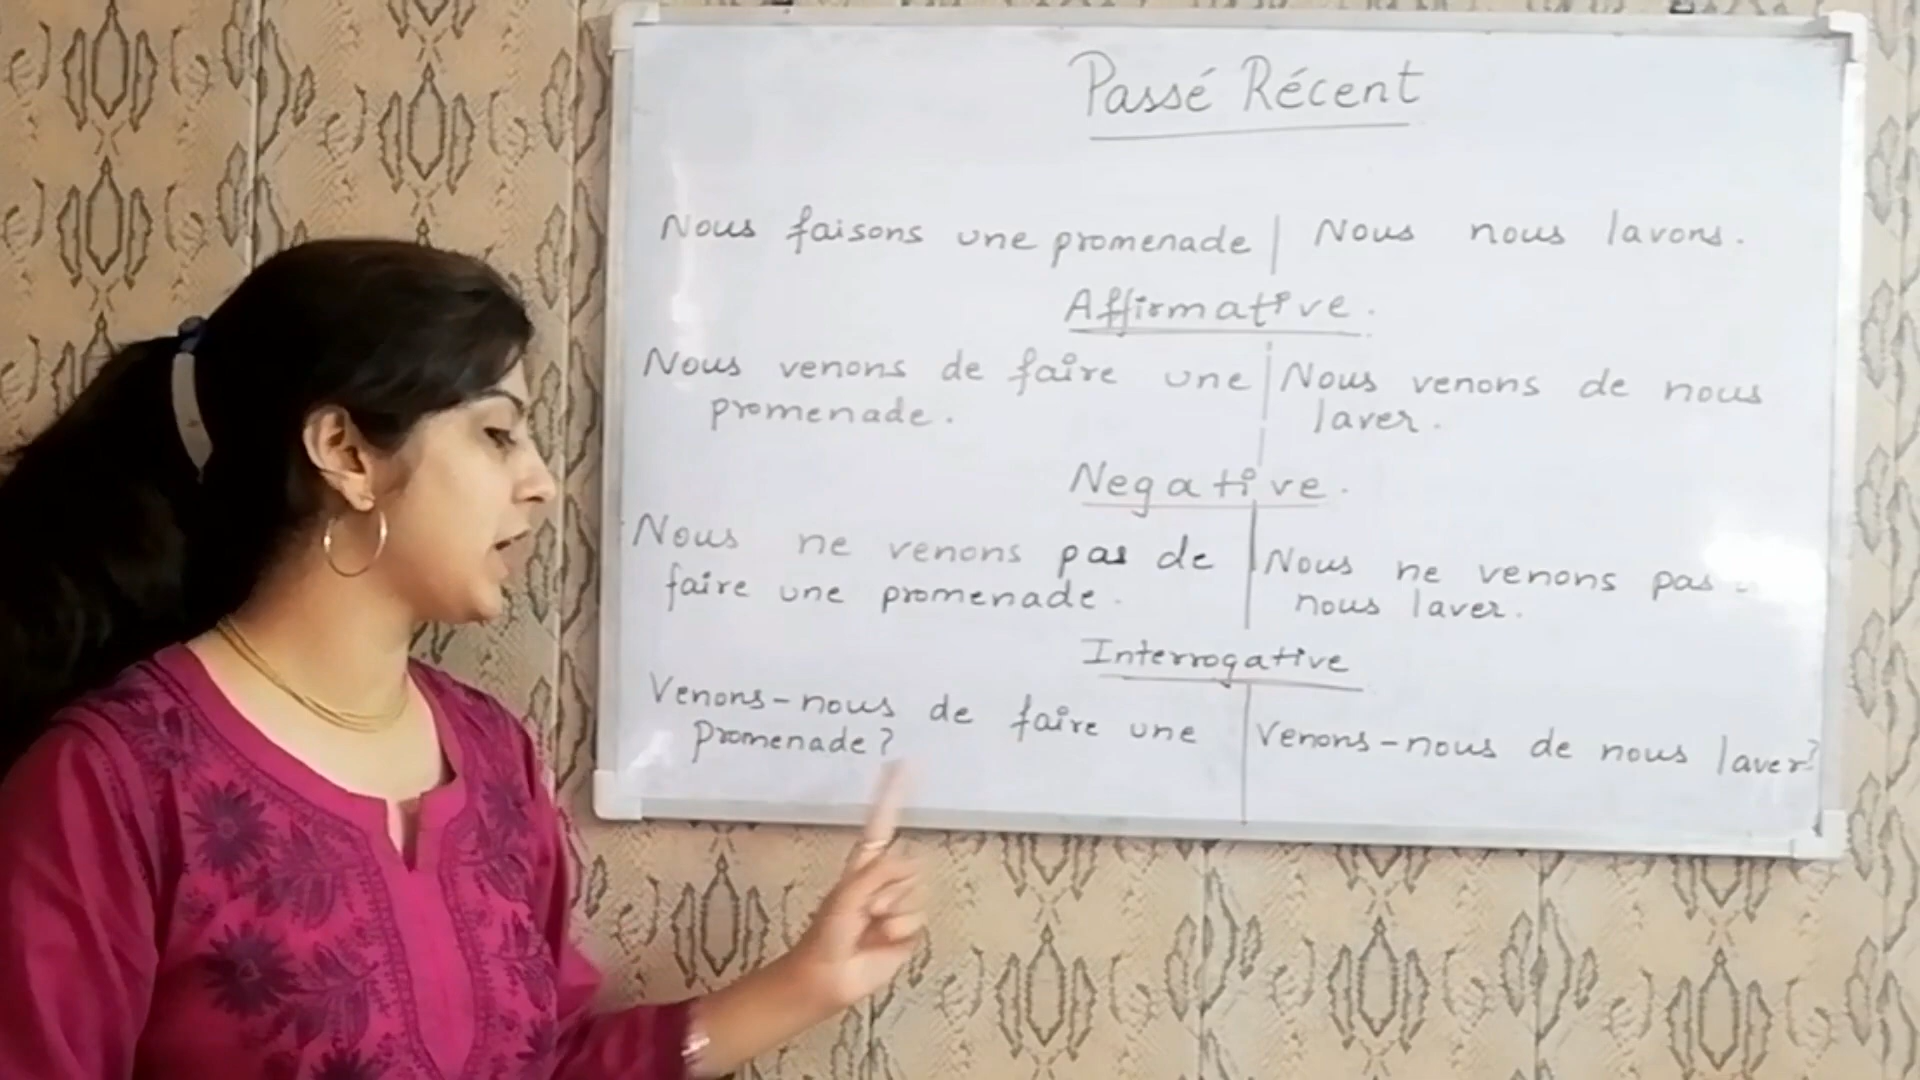 Passé Récent
Nous faisons une promenade | Nous nous lavons.
Affirmative.
Nous venons de faire une
promenade.
Nous venons de nous
laver.
Negative.
Nous ne venons pas de
faire une promenade.
Nous ne venons pas
nous laver.
Interrogative
Venons-nous de faire une
promenade?
Venons-nous de nous laver?